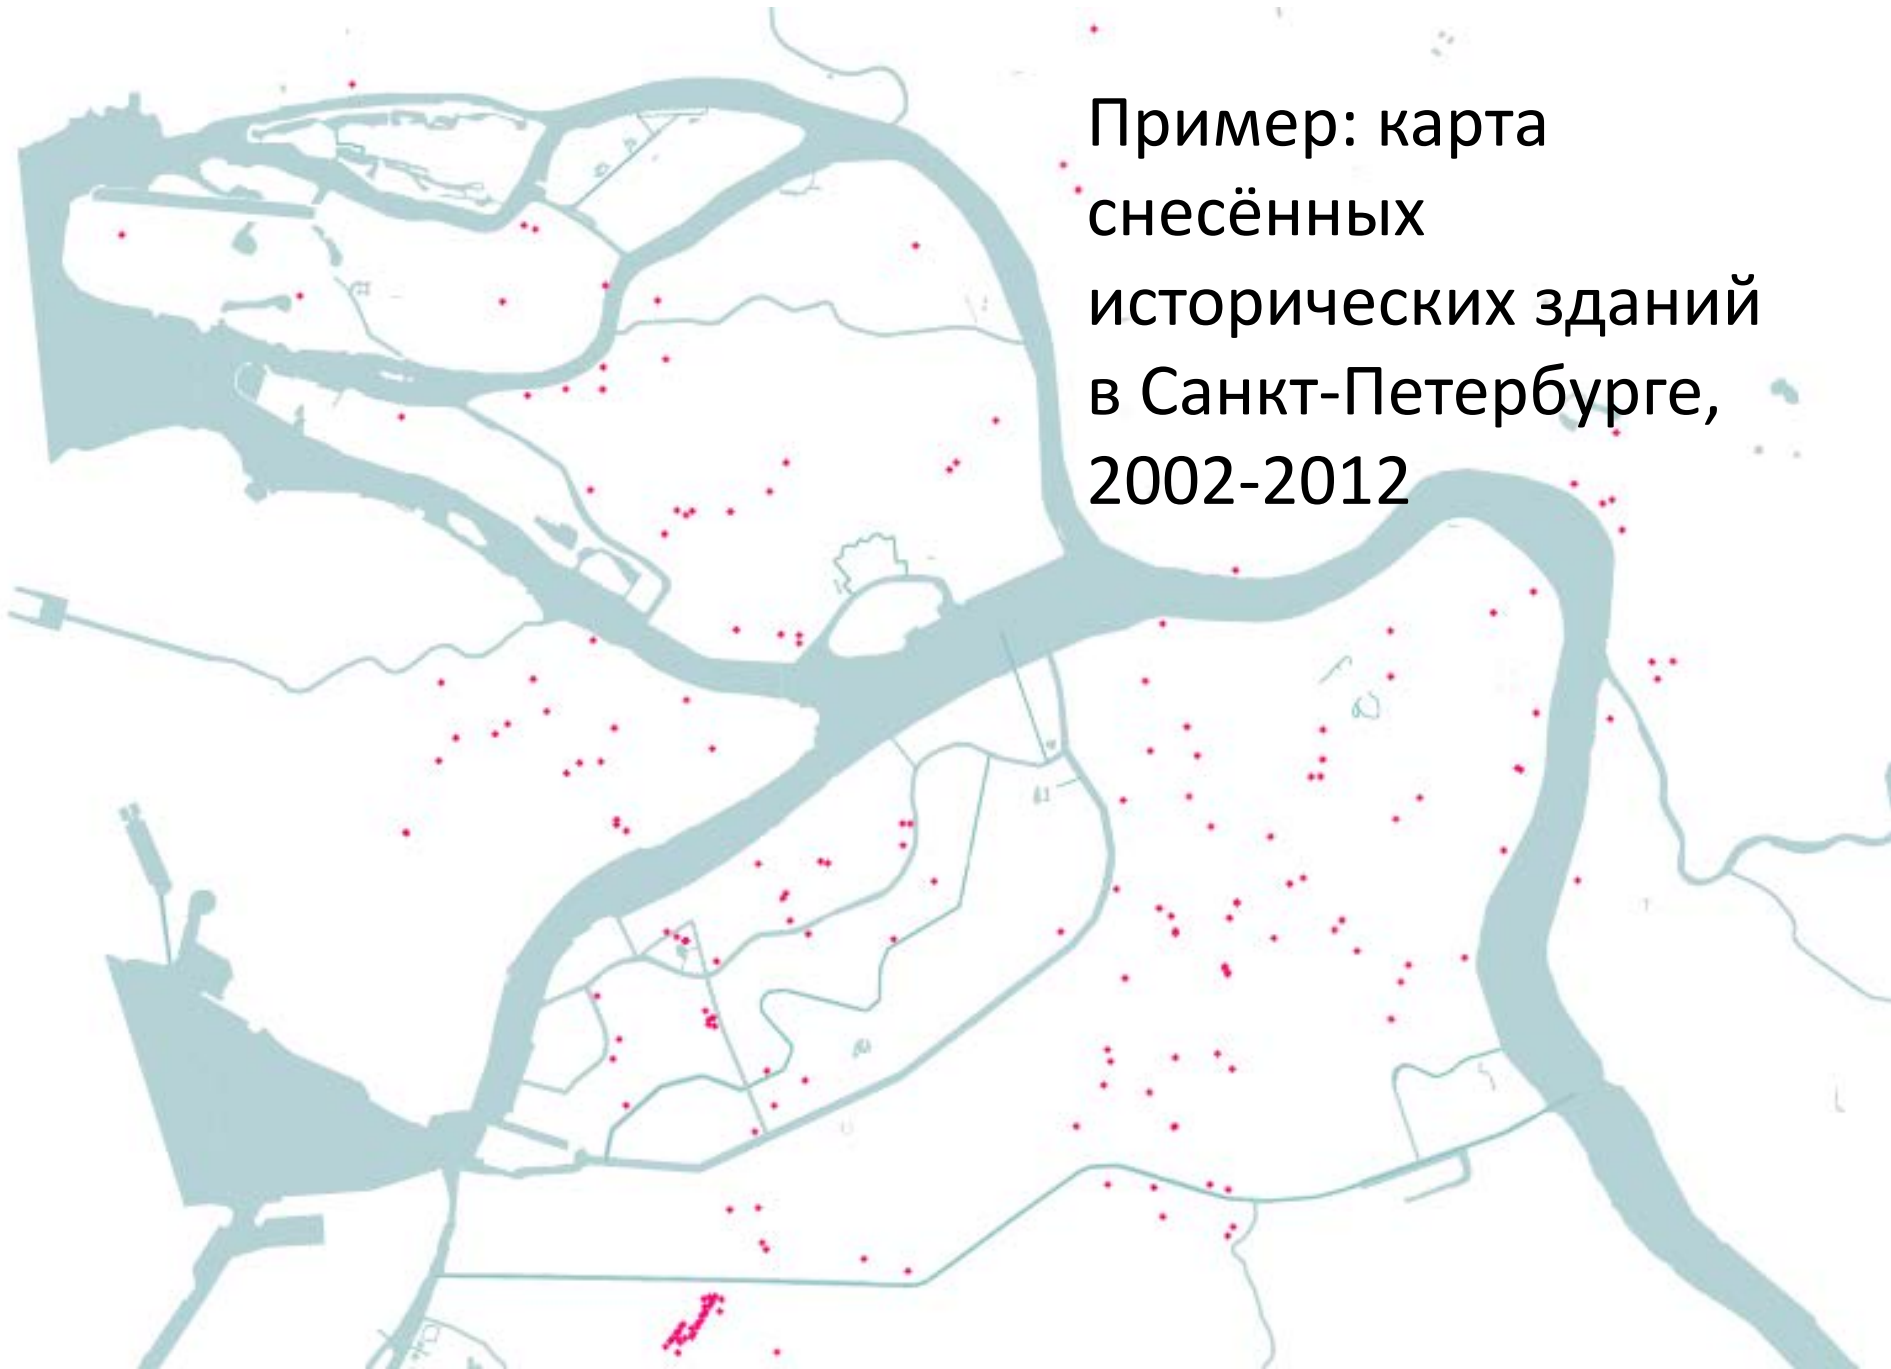 Пример: карта
снесённых
исторических зданий
в Санкт-Петербурге,
2002-2012